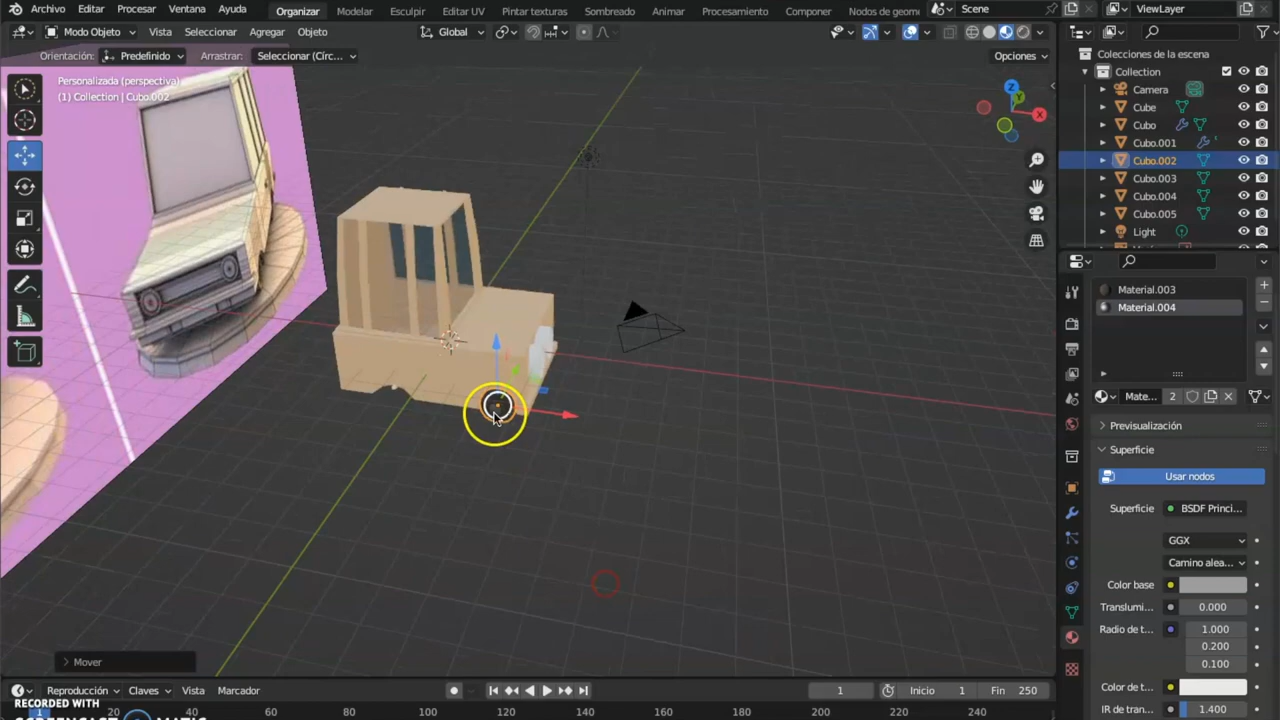 Archivo Editar Procesar Ventana Ayuda Organizar Modelar Esculpir Editar UV Pintar texturas Sombreado Animar Procesamiento Componer Nodos de geome Scene ViewLayer
Modo Objeto Vista Seleccionar Agregar Objeto Global
Orientación: Predefinido Arrastrar: Seleccionar (Círc... Opciones
Personalizada (perspectiva)
(1) Collection | Cubo.002
Z
Y
X
Colecciones de la escena
Collection
Camera
Cube
Cubo
Cubo.001
Cubo.002
Cubo.003
Cubo.004
Cubo.005
Light
Material.003
Material.004
Mate... 2
Previsualización
Superficie
Usar nodos
Superficie BSDF Princi...
GGX
Camino alea...
Color base
Translumi... 0.000
Radio de t... 1.000
0.200
0.100
Color de t...
IR de tran... 1.400
Mover
Reproducción Claves Vista Marcador 1 Inicio 1 Fin 250
RECORDED WITH
1 20 40 60 80 100 120 140 160 180 200 220 240